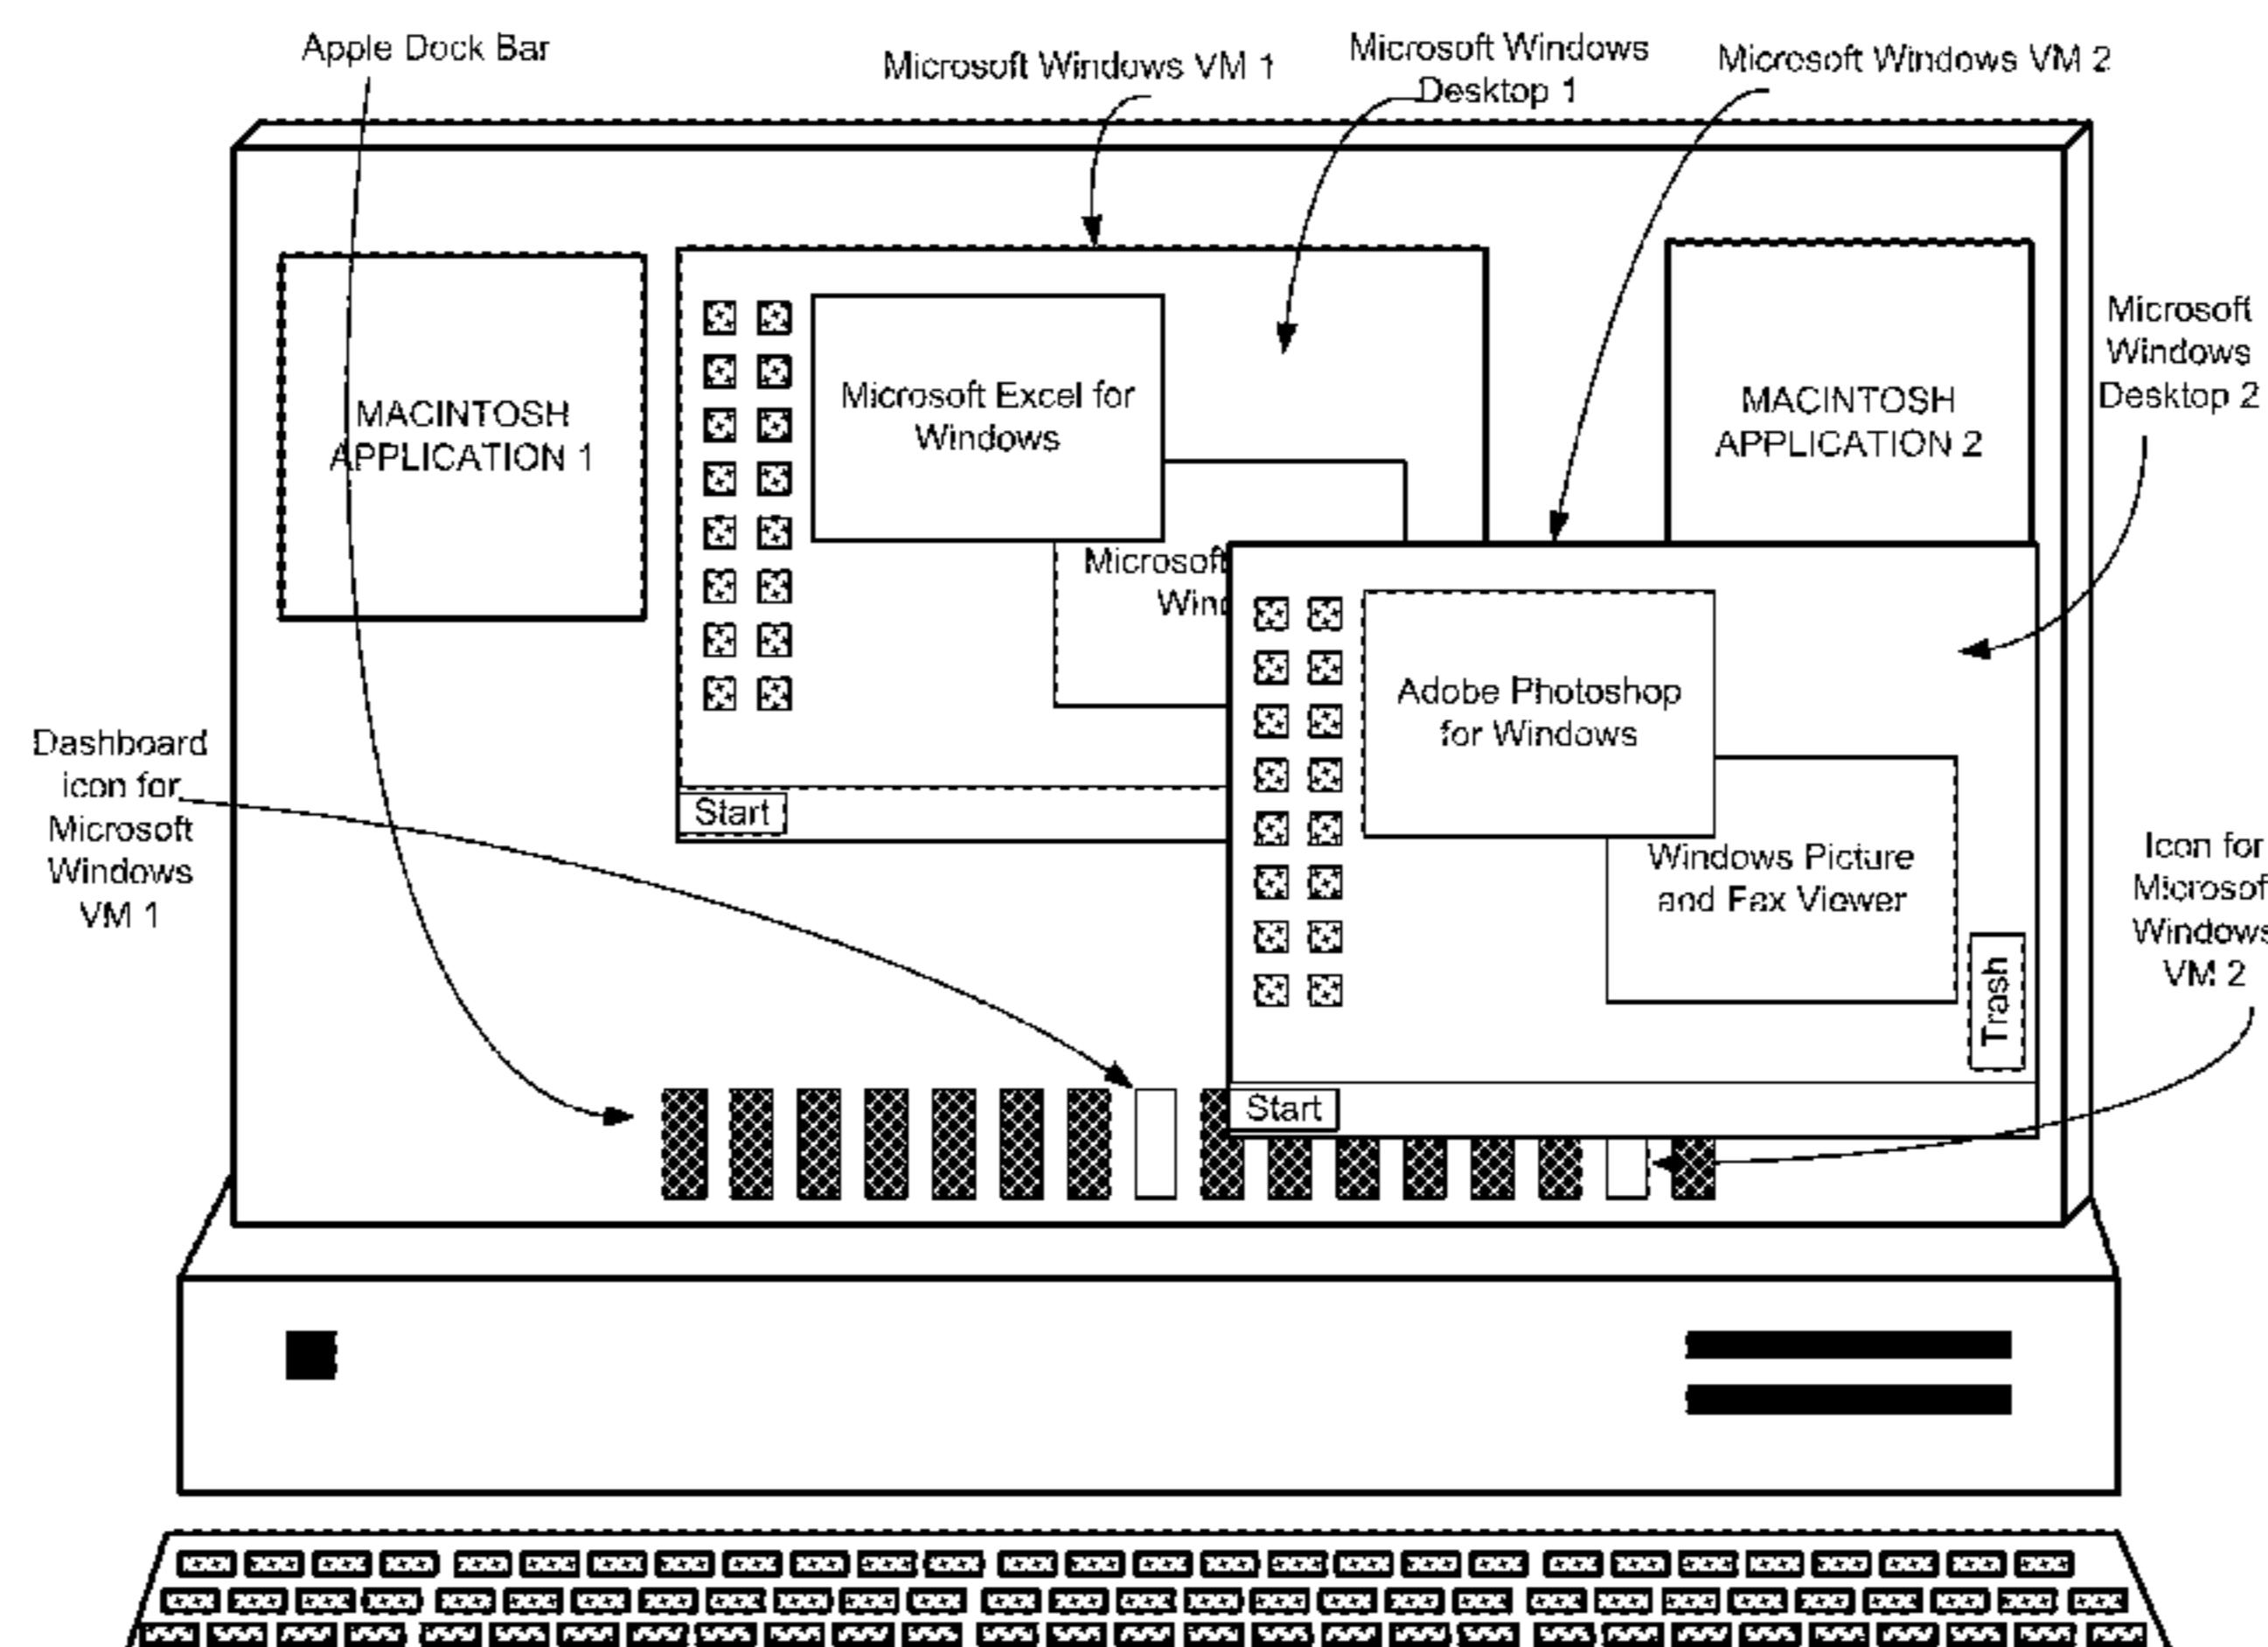 Apple Dock Bar
Microsoft Windows VM 1
Microsoft Windows
Desktop 1
Microsoft Windows VM 2
MACINTOSH
APPLICATION 1
Microsoft Excel for
Windows
MACINTOSH
APPLICATION 2
Microsoft
Windows
Desktop 2
Microsoft
Wind
Adobe Photoshop
for Windows
Dashboard
icon for
Microsoft
Windows
VM 1
Start
Windows Picture
and Fax Viewer
Icon for
Microsoft
Windows
VM 2
Trash
Start